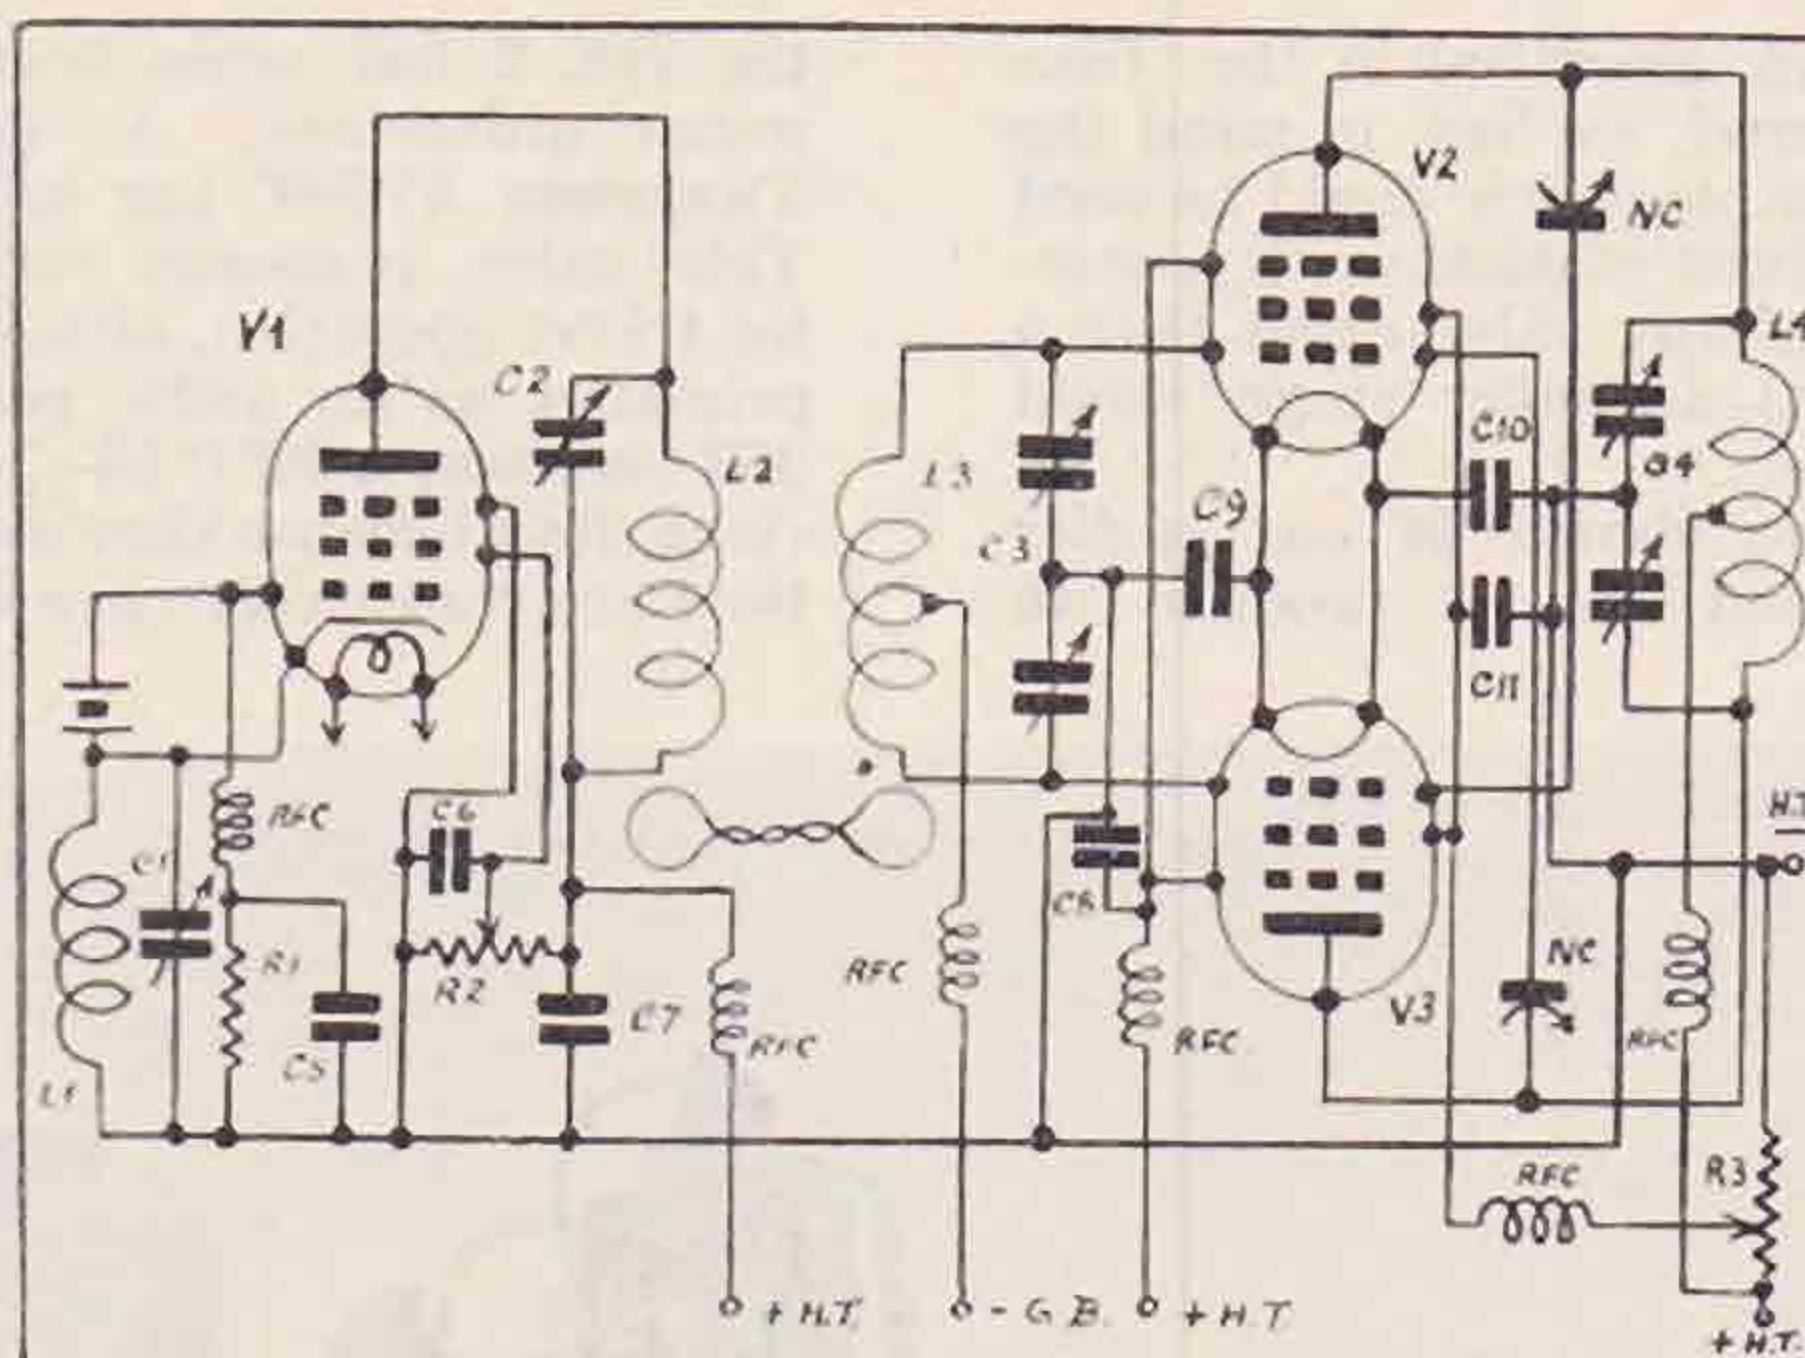 V2
NC
V1
C2
L4
C10
L2
L3
C9
C4
C3
C11
RFC
C6
H.T.
C1
C8
R1
RFC
NC
R2
C7
V3
RFC
RFC
RFC
C5
L1
RFC
R3
+ H.T.
- G.B.
+ H.T.
+ H.T.